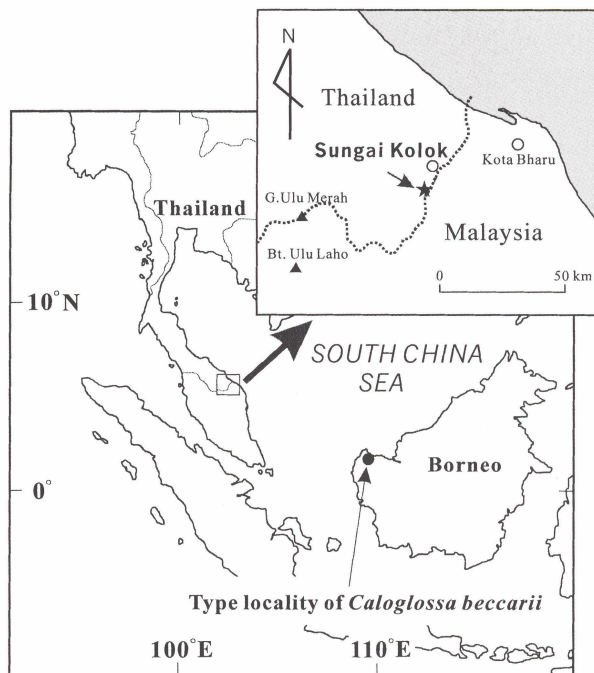 N
Thailand
Sungai Kolok
Kota Bharu
G.Ulu Merah
Malaysia
Bt. Ulu Laho
0 50 km
Thailand
10°N
SOUTH CHINA
SEA
Borneo
0°
Type locality of Caloglossa beccarii
100°E 110°E